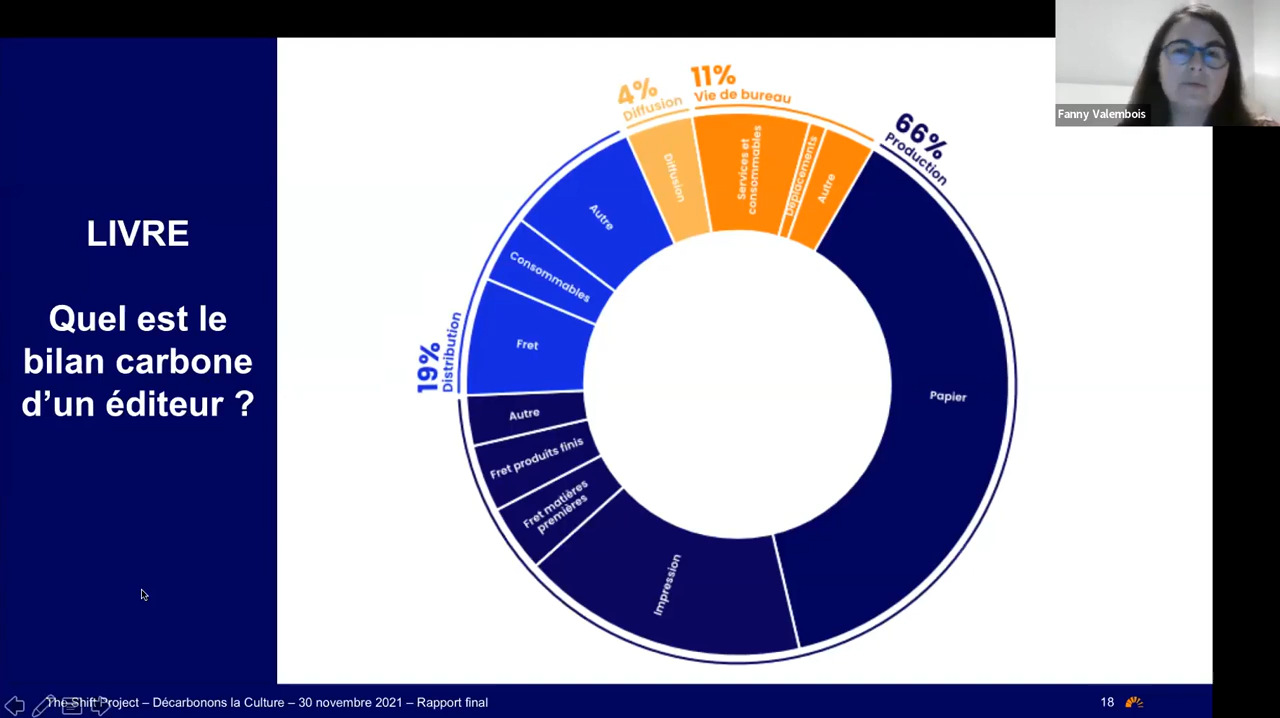 Fanny Valembois
LIVRE
Quel est le
bilan carbone
d’un éditeur ?
4%
Diffusion
11%
Vie de bureau
66%
Production
19%
Distribution
Diffusion
Services et
consommables
Déplacements
Autre
Papier
Impression
Fret matières
premières
Fret produits finis
Autre
Fret
Consommables
Autre
The Shift Project – Décarbonons la Culture – 30 novembre 2021 – Rapport final
18